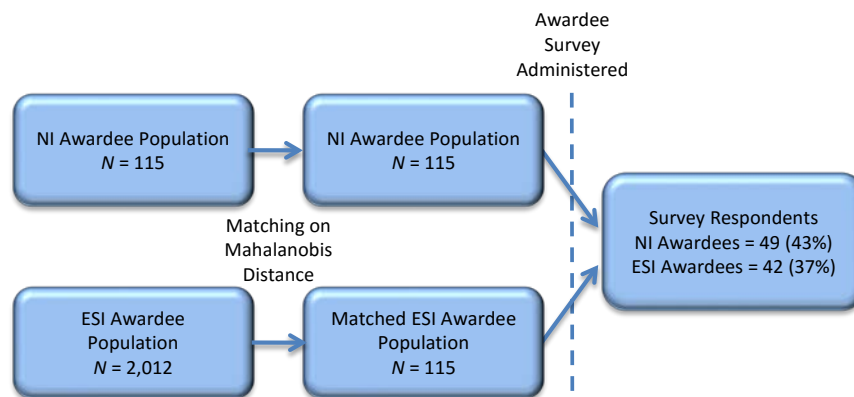 Awardee
Survey
Administered
NI Awardee Population
N = 115
NI Awardee Population
N = 115
Matching on
Mahalanobis
Distance
Survey Respondents
NI Awardees = 49 (43%)
ESI Awardees = 42 (37%)
ESI Awardee
Population
N = 2,012
Matched ESI Awardee
Population
N = 115